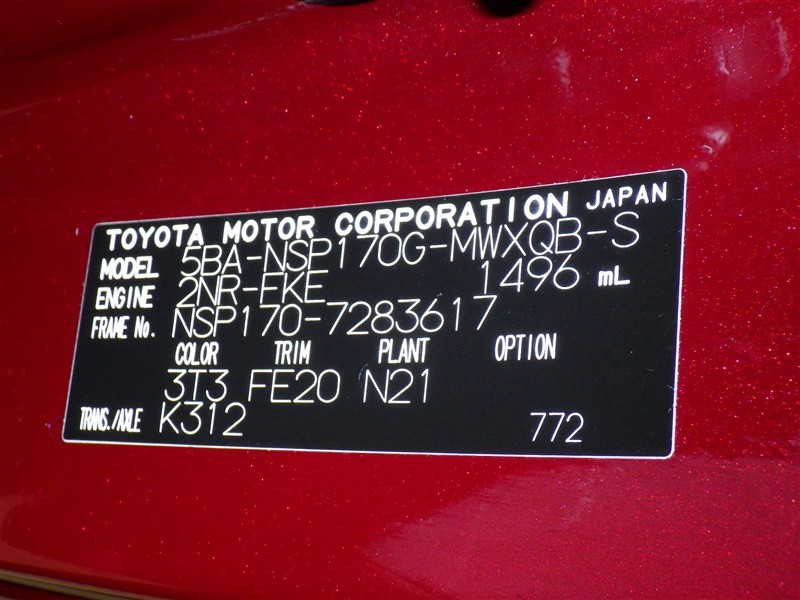 TOYOTA MOTOR CORPORATION JAPAN
MODEL 5BA-NSP170G-MWXQB-S
ENGINE 2NR-FKE 1496 mL
FRAME No. NSP170-7283617
COLOR TRIM PLANT OPTION
3T3 FE20 N21
TRANS./AXLE K312 772